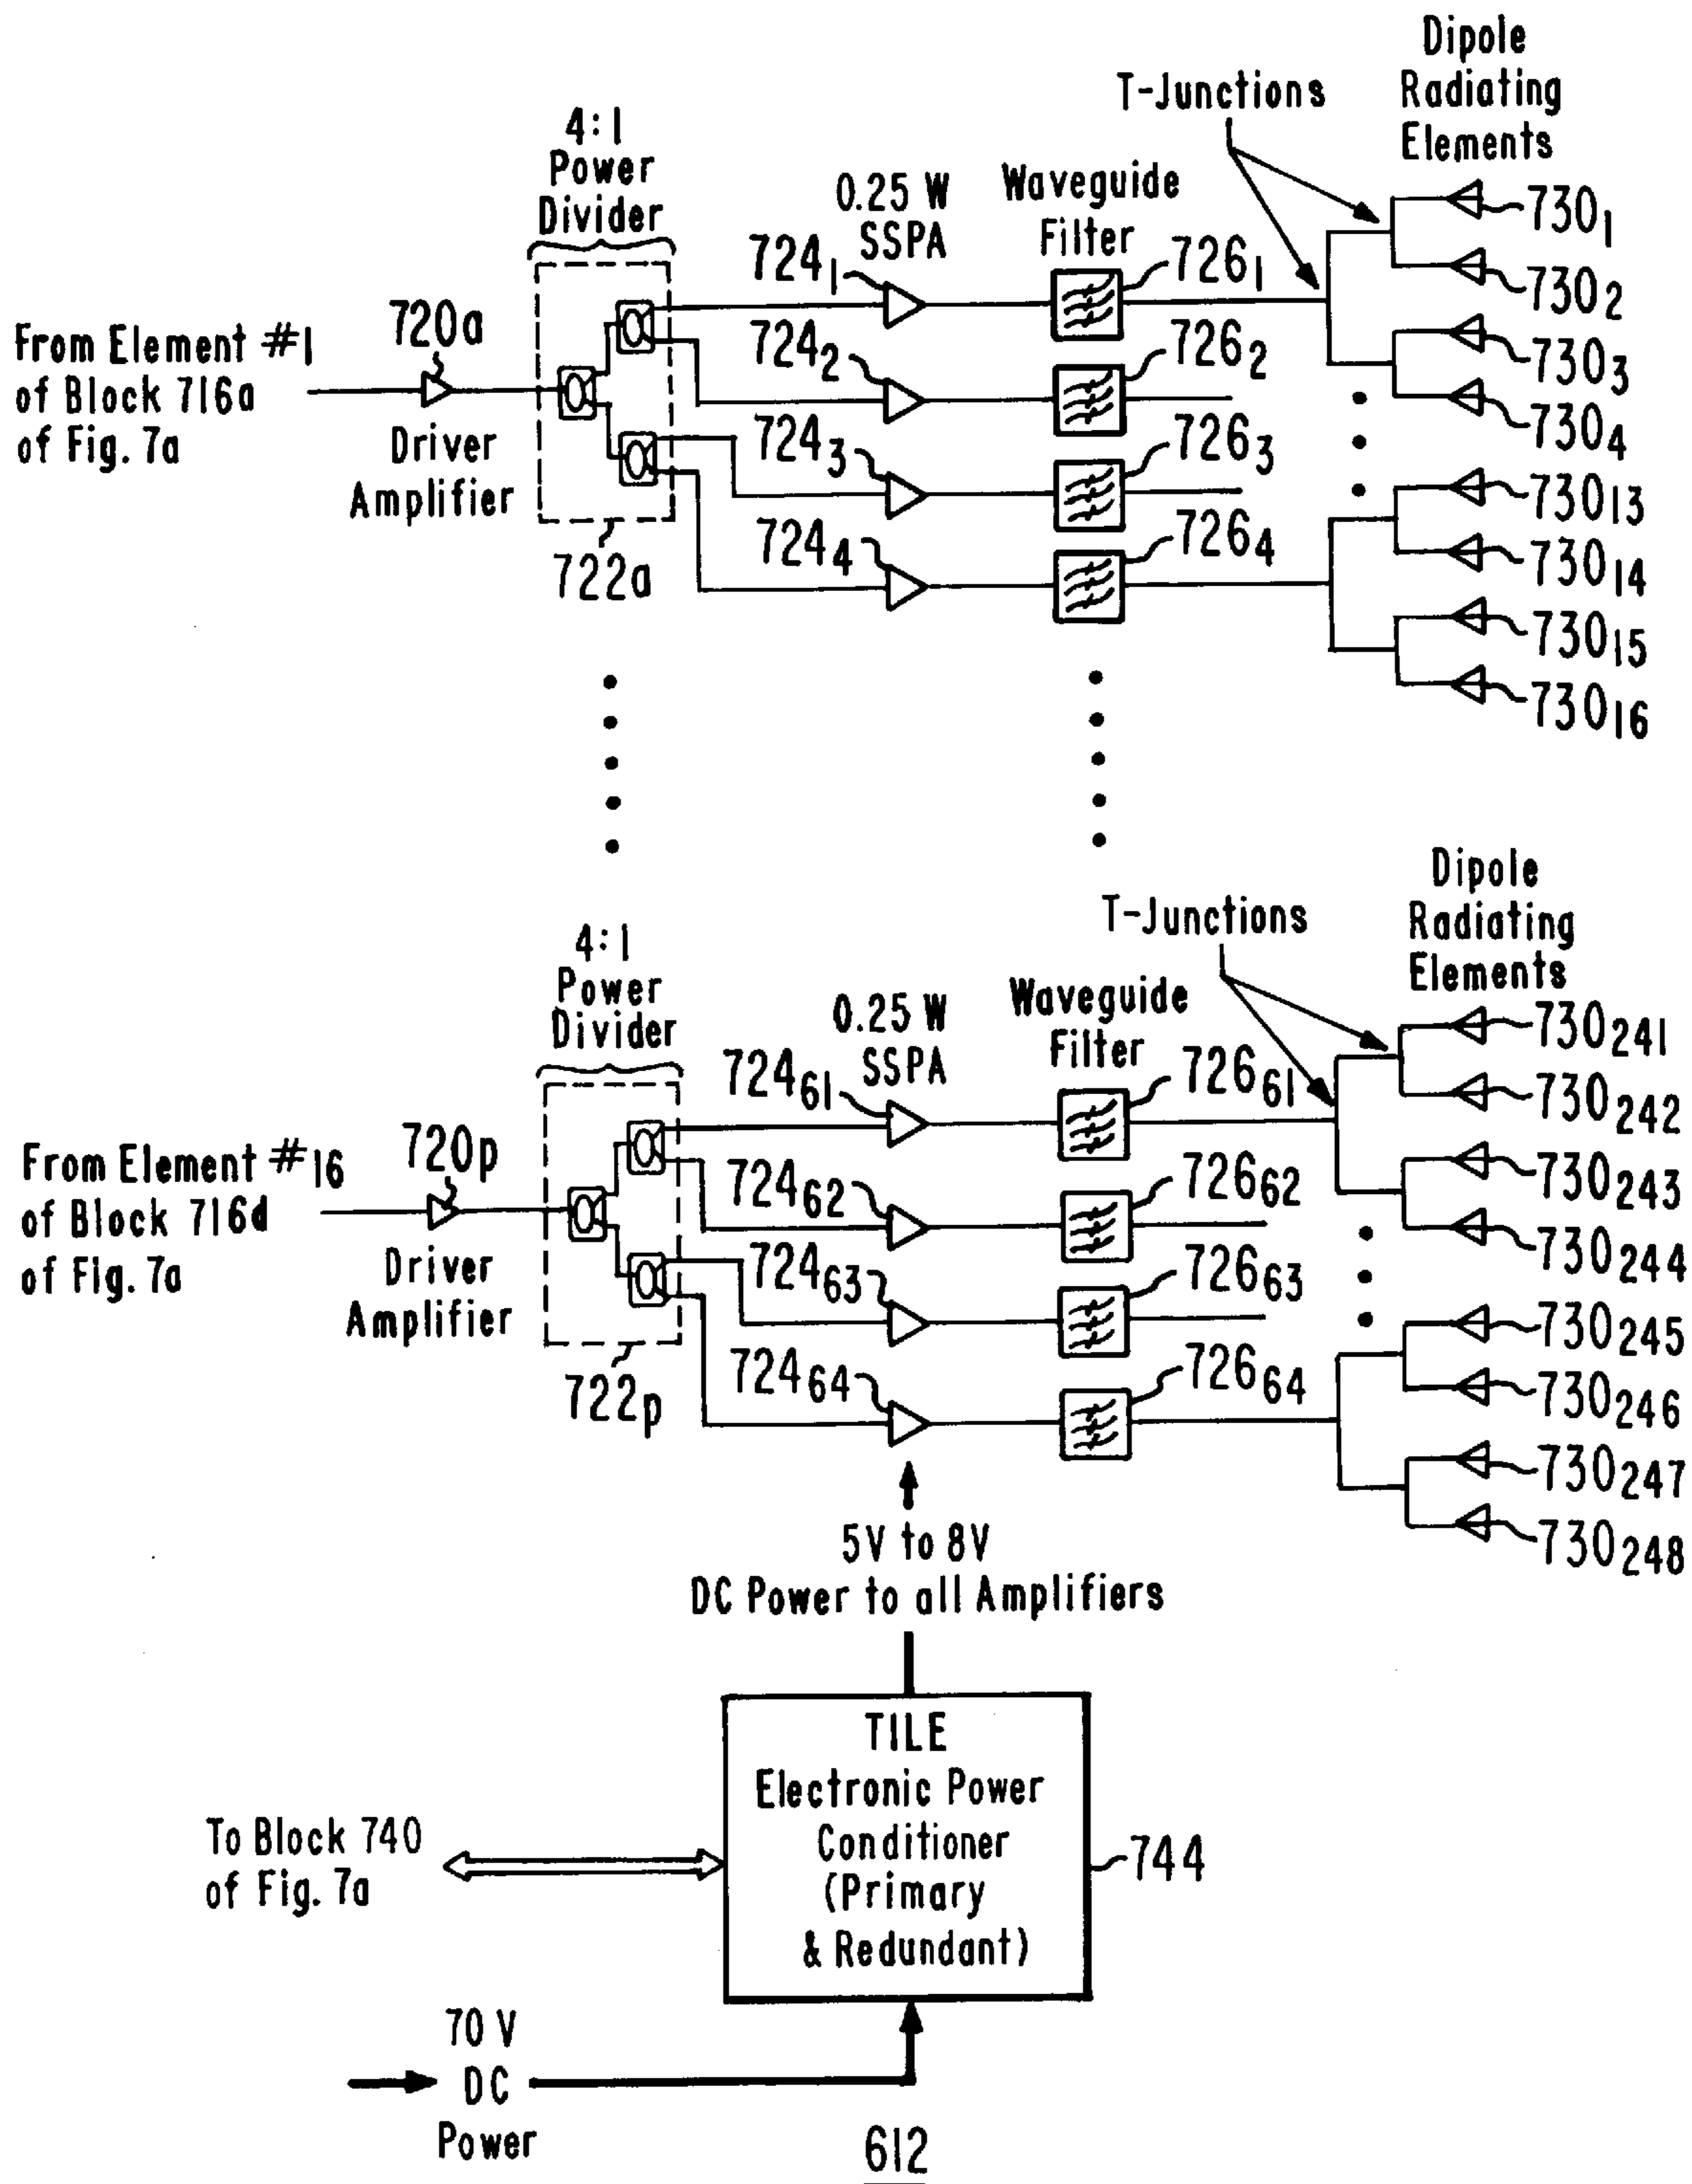 Dipole
Radiating
Elements
T-Junctions
4:1
Power
Divider
0.25 W
SSPA
Waveguide
Filter
From Element #1
of Block 716a
of Fig. 7a
720a
Driver
Amplifier
722a
724₁
724₂
724₃
724₄
726₁
726₂
726₃
726₄
730₁
730₂
730₃
730₄
730₁₃
730₁₄
730₁₅
730₁₆
Dipole
Radiating
Elements
T-Junctions
4:1
Power
Divider
0.25 W
SSPA
Waveguide
Filter
From Element #16
of Block 716d
of Fig. 7a
720p
Driver
Amplifier
722p
724₆₁
724₆₂
724₆₃
724₆₄
726₆₁
726₆₂
726₆₃
726₆₄
730₂₄₁
730₂₄₂
730₂₄₃
730₂₄₄
730₂₄₅
730₂₄₆
730₂₄₇
730₂₄₈
5V to 8V
DC Power to all Amplifiers
TILE
Electronic Power
Conditioner
(Primary
& Redundant)
744
To Block 740
of Fig. 7a
70 V
DC
Power
612